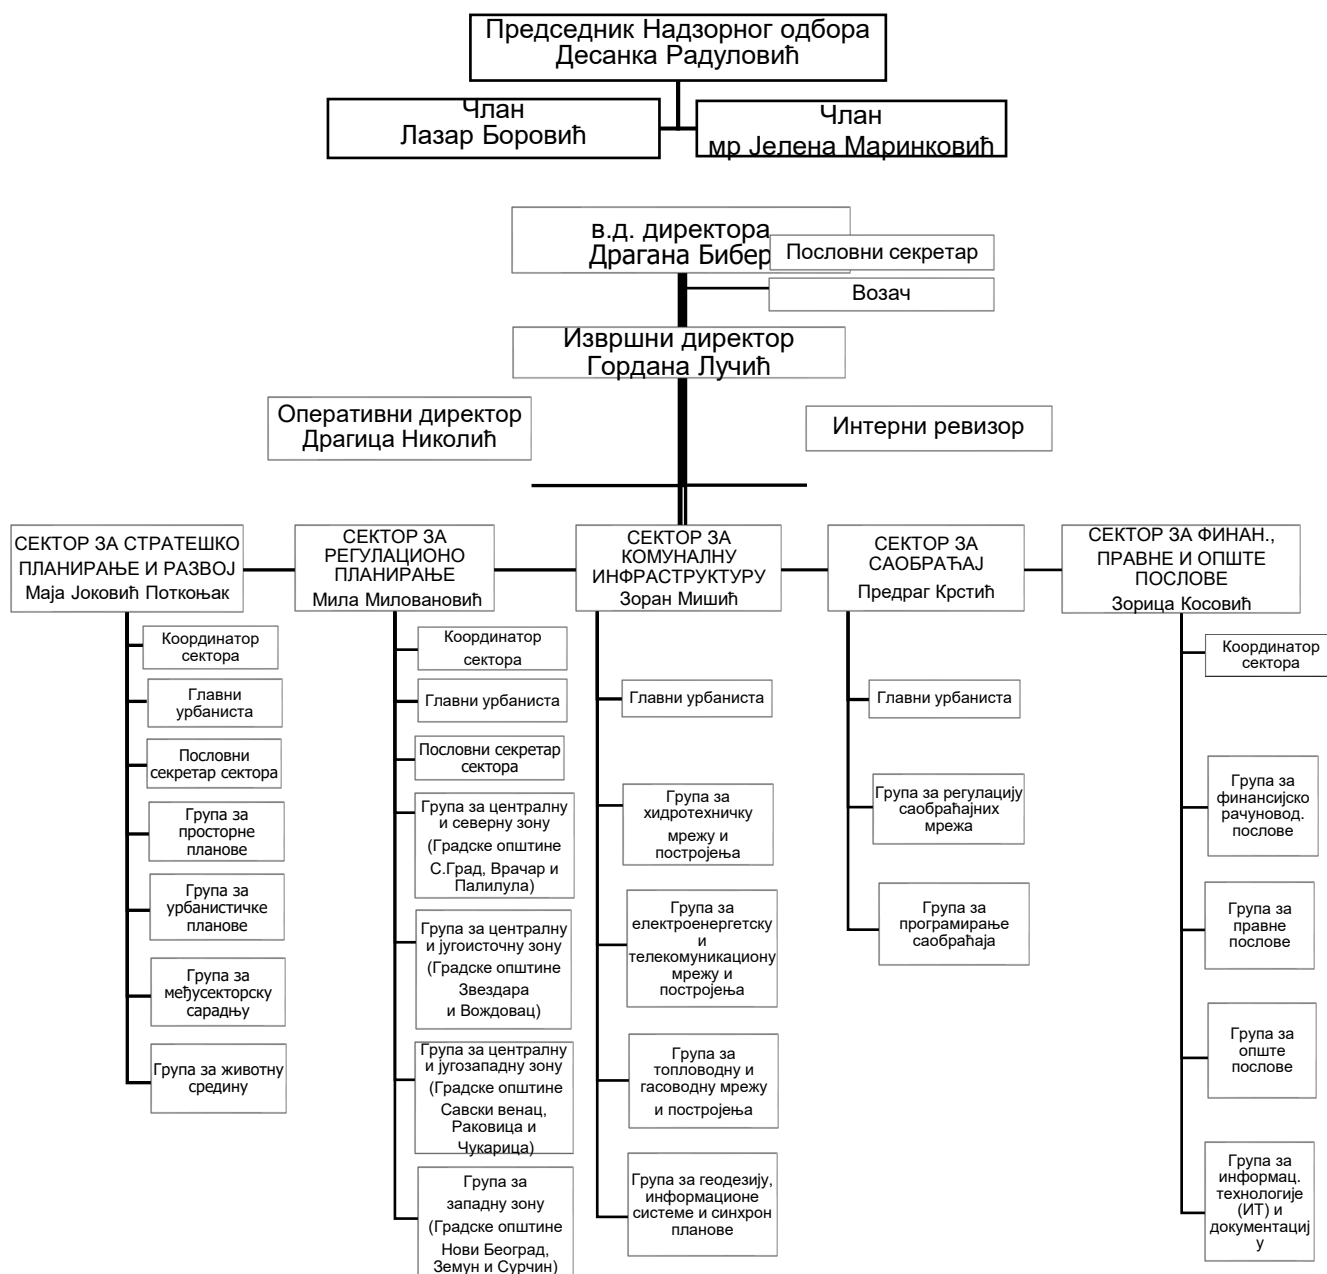 Председник Надзорног одбора
Десанка Радуловић
Члан
Лазар Боровић
Члан
мр Јелена Маринковић
в.д. директора
Драгана Бибер
Пословни секретар
Возач
Извршни директор
Гордана Лучић
Оперативни директор
Драгица Николић
Интерни ревизор
СЕКТОР ЗА СТРАТЕШКО
ПЛАНИРАЊЕ И РАЗВОЈ
Маја Јоковић Поткоњак
Координатор
сектора
Главни
урбаниста
Пословни
секретар сектора
Група за
просторне
планове
Група за
урбанистичке
планове
Група за
међусекторску
сарадњу
Група за животну
средину
СЕКТОР ЗА
РЕГУЛАЦИОНО
ПЛАНИРАЊЕ
Мила Миловановић
Координатор
сектора
Главни урбаниста
Пословни секретар
сектора
Група за централну
и северну зону
(Градске општине
С.Град, Врачар и
Палилула)
Група за централну
и југоисточну зону
(Градске општине
Звездара
и Вождовац)
Група за централну
и југозападну зону
(Градске општине
Савски венац,
Раковица и
Чукарица)
Група за
западну зону
(Градске општине
Нови Београд,
Земун и Сурчин)
СЕКТОР ЗА
КОМУНАЛНУ
ИНФРАСТРУКТУРУ
Зоран Мишић
Главни урбаниста
Група за
хидротехничку
мрежу и
постројења
Група за
електроенергетску
и
телекомуникациону
мрежу и
постројења
Група за
топловодну и
гасоводну мрежу
и постројења
Група за геодезију,
информационе
системе и синхрон
планове
СЕКТОР ЗА
САОБРАЋАЈ
Предраг Крстић
Главни урбаниста
Група за регулацију
саобраћајних
мрежа
Група за
програмирање
саобраћаја
СЕКТОР ЗА ФИНАН.,
ПРАВНЕ И ОПШТЕ
ПОСЛОВЕ
Зорица Косовић
Координатор
сектора
Група за
финансијско
рачуновод.
послове
Група за
правне
послове
Група за
опште
послове
Група за
информац.
технологије
(ИТ) и
документациј
у